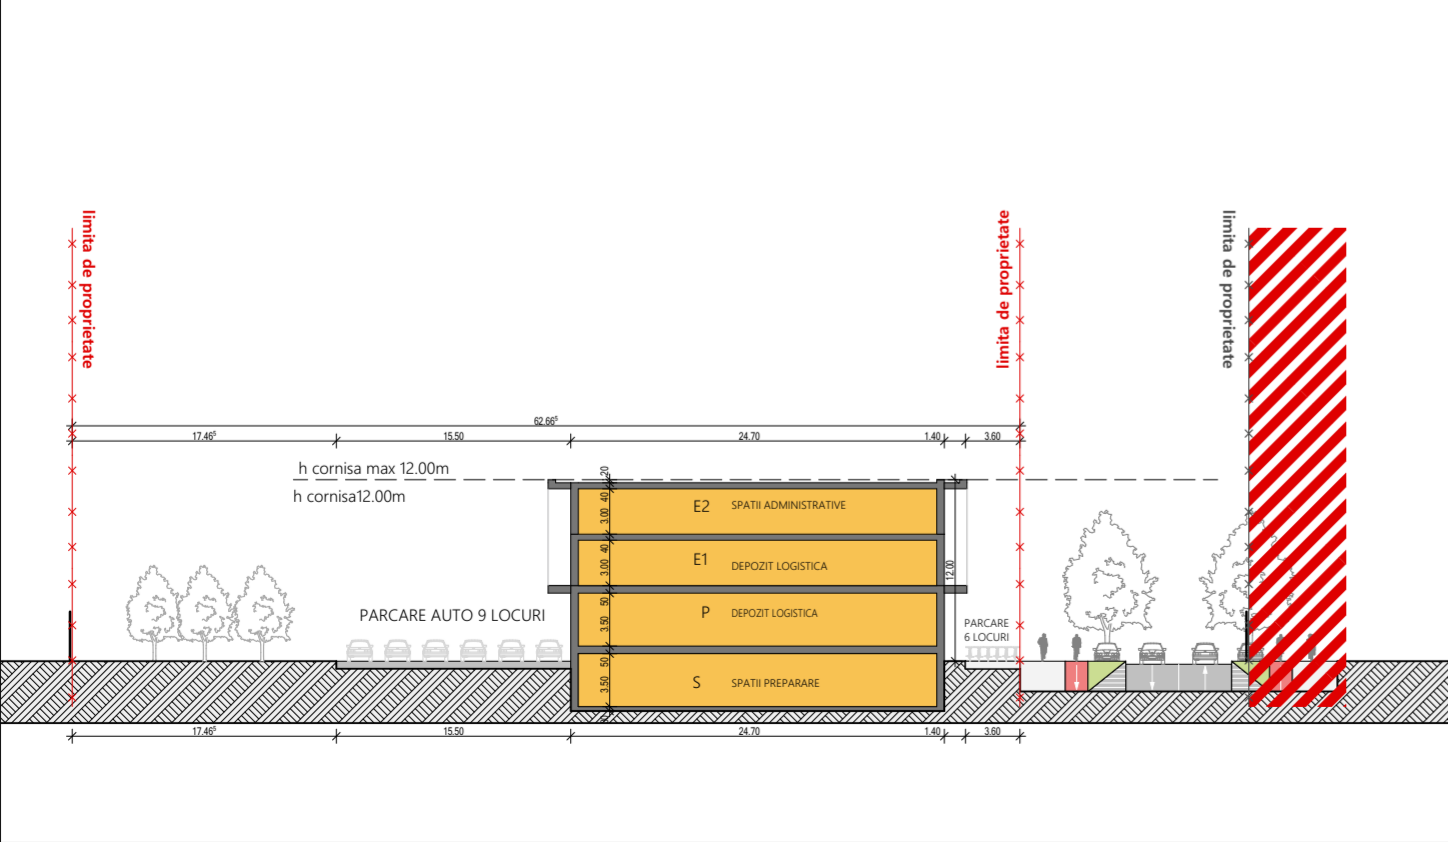 limita de proprietate
limita de proprietate
limita de proprietate
62.66⁵
17.46⁵ 15.50 24.70 1.40 3.60
h cornisa max 12.00m
h cornisa12.00m
20
40
3.00
E2 SPATII ADMINISTRATIVE
40
3.00
E1 DEPOZIT LOGISTICA
12.00
50
3.50
P DEPOZIT LOGISTICA
PARCARE AUTO 9 LOCURI
PARCARE
6 LOCURI
50
3.50
S SPATII PREPARARE
17.46⁵ 15.50 24.70 1.40 3.60